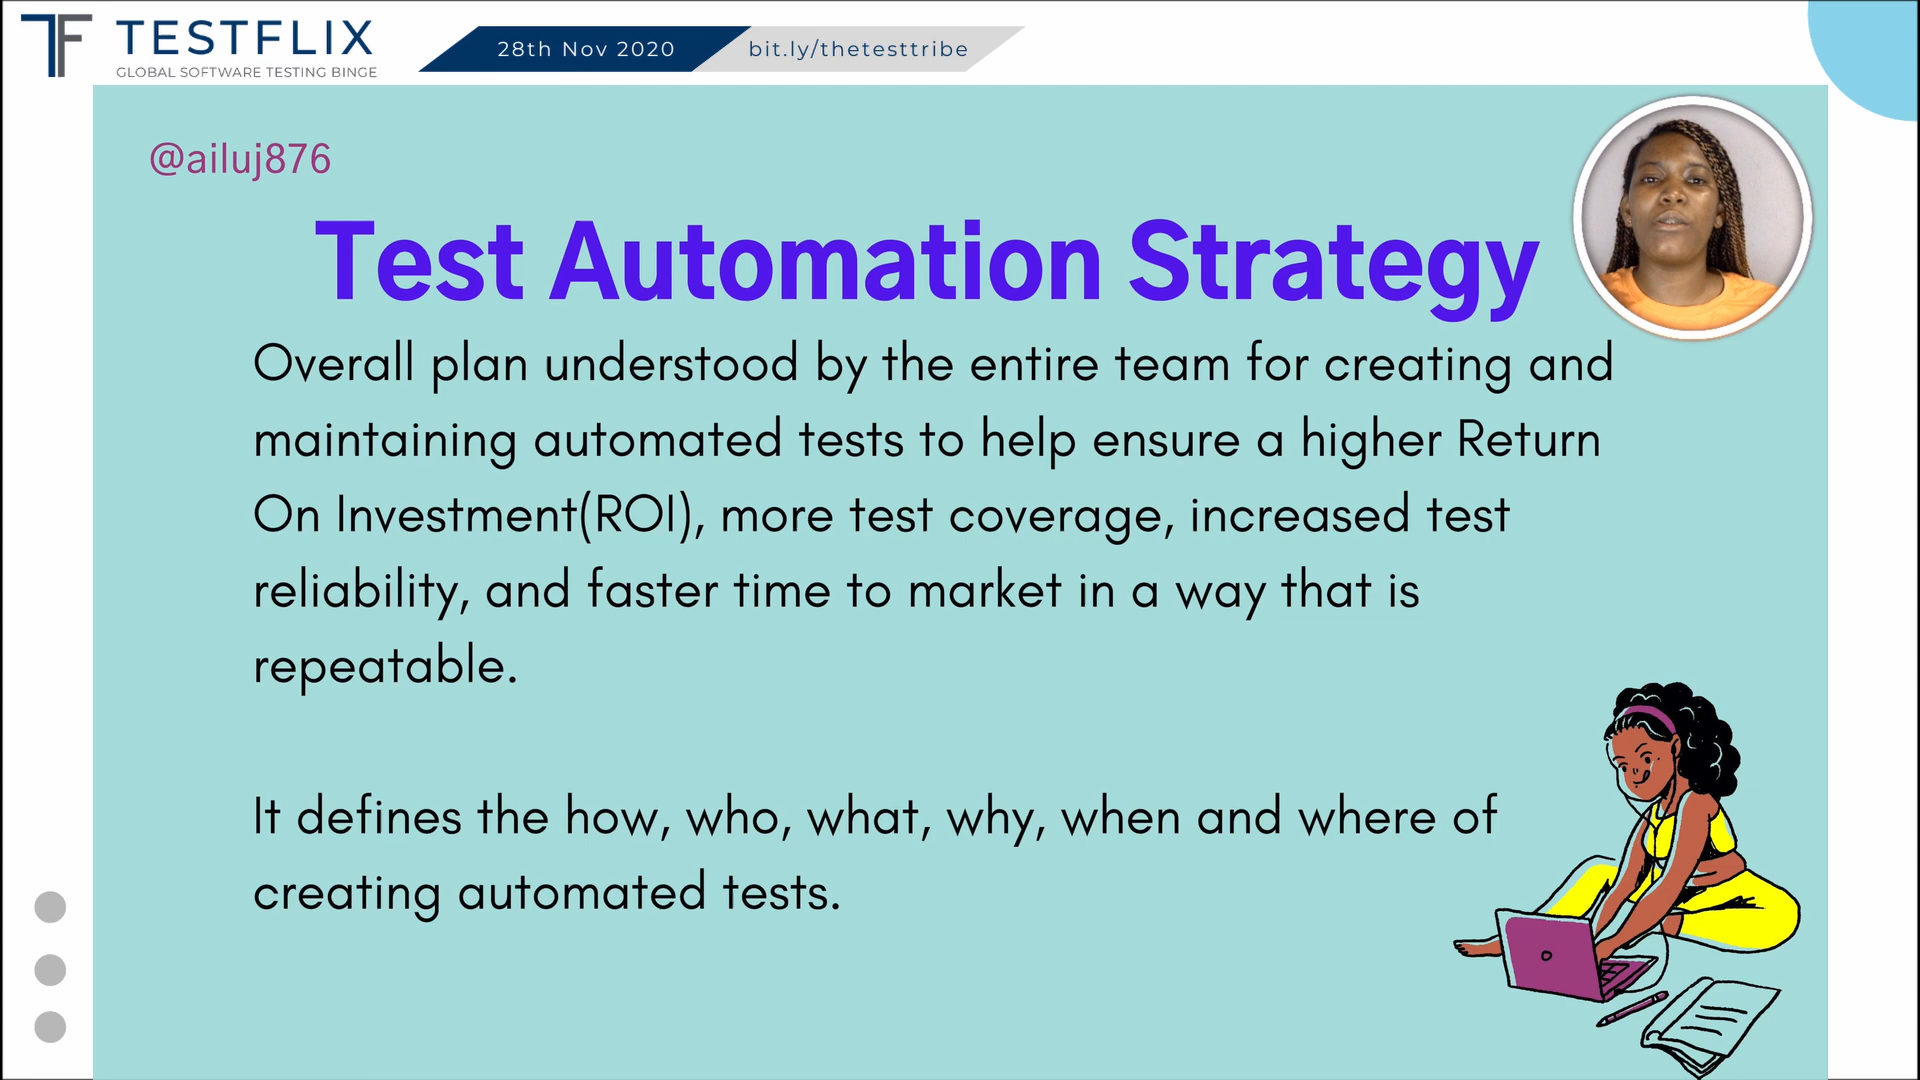 TF TESTFLIX
GLOBAL SOFTWARE TESTING BINGE
28th Nov 2020
bit.ly/thetesttribe
@ailuj876
Test Automation Strategy
Overall plan understood by the entire team for creating and
maintaining automated tests to help ensure a higher Return
On Investment(ROI), more test coverage, increased test
reliability, and faster time to market in a way that is
repeatable.
It defines the how, who, what, why, when and where of
creating automated tests.